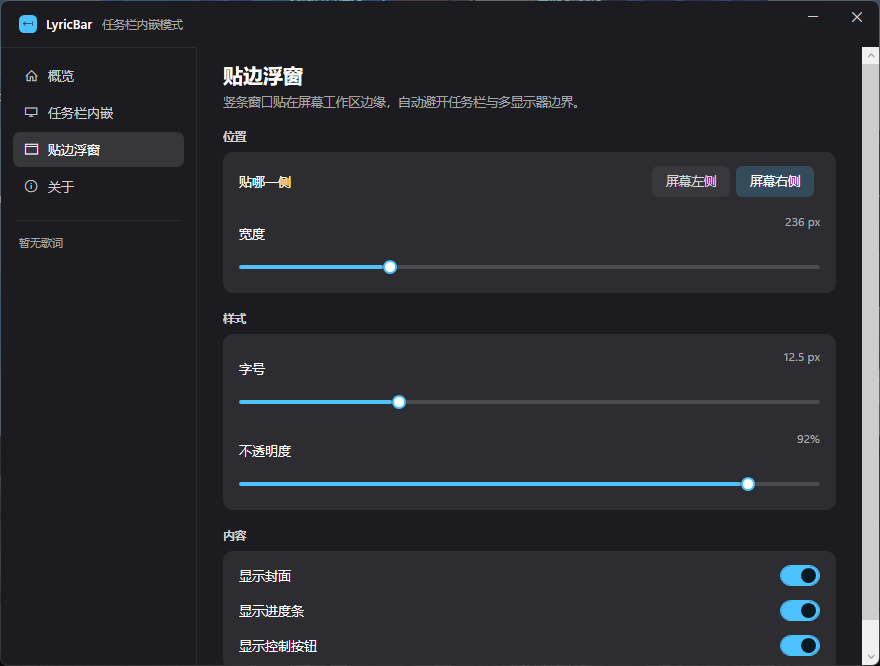 LyricBar 任务栏内嵌模式
概览
任务栏内嵌
贴边浮窗
关于
暂无歌词
贴边浮窗
竖条窗口贴在屏幕工作区边缘，自动避开任务栏与多显示器边界。
位置
贴哪一侧 屏幕左侧 屏幕右侧
236 px
宽度
样式
12.5 px
字号
92%
不透明度
内容
显示封面
显示进度条
显示控制按钮